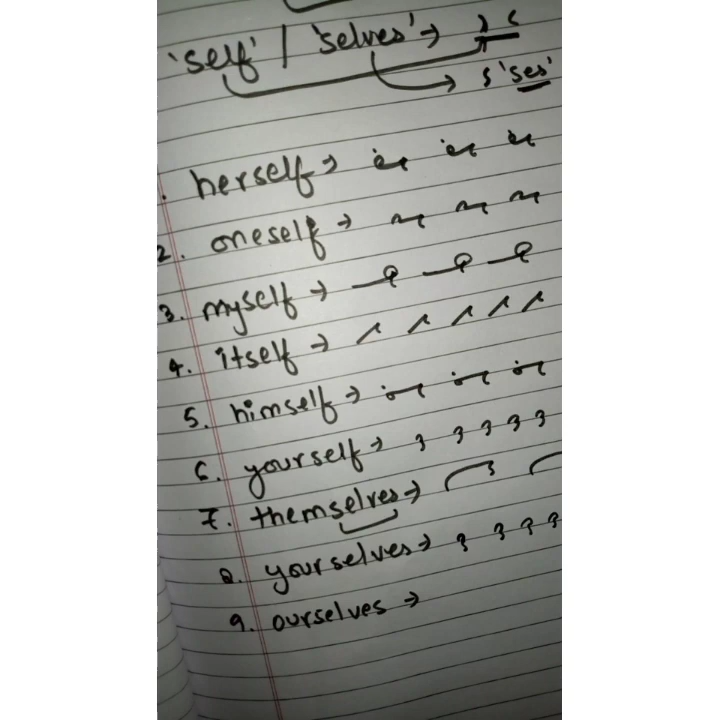 'self' / 'selves' →
'ses'
1. herself →
2. oneself →
3. myself →
4. itself →
5. himself →
6. yourself →
7. themselves →
8. yourselves →
9. ourselves →